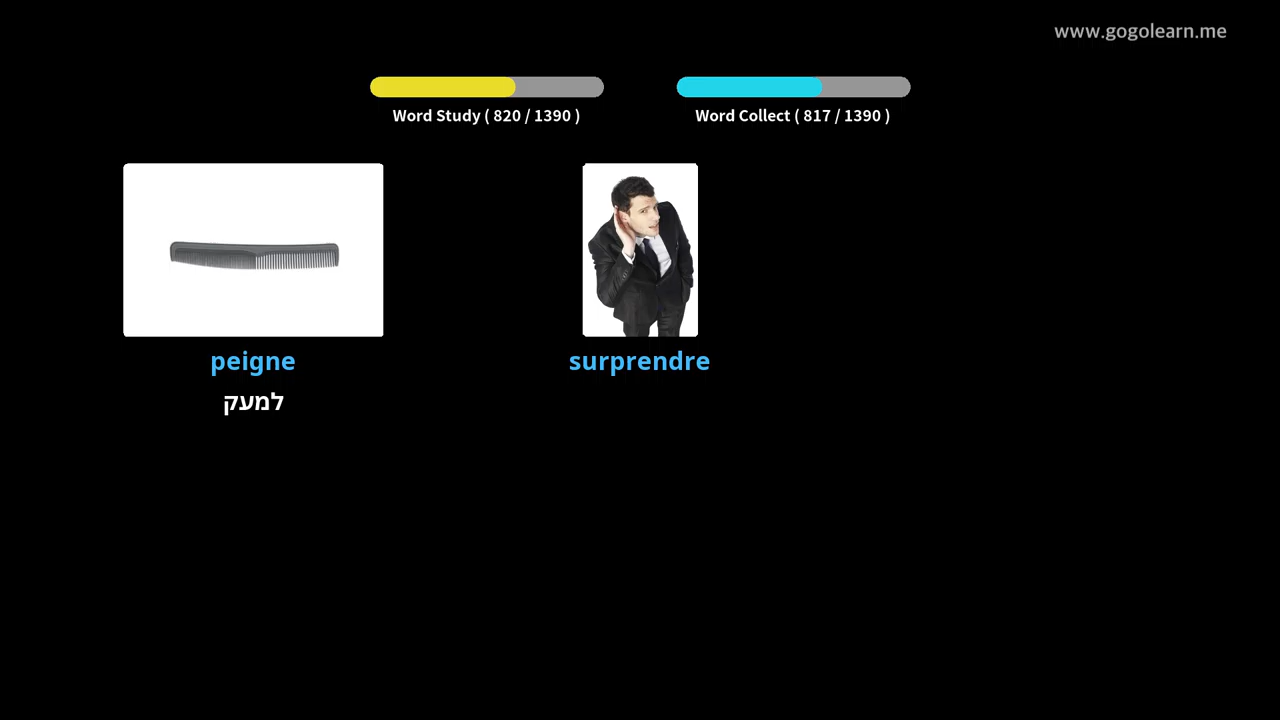 www.gogolearn.me
Word Study ( 820 / 1390 )
Word Collect ( 817 / 1390 )
peigne
surprendre
למעק